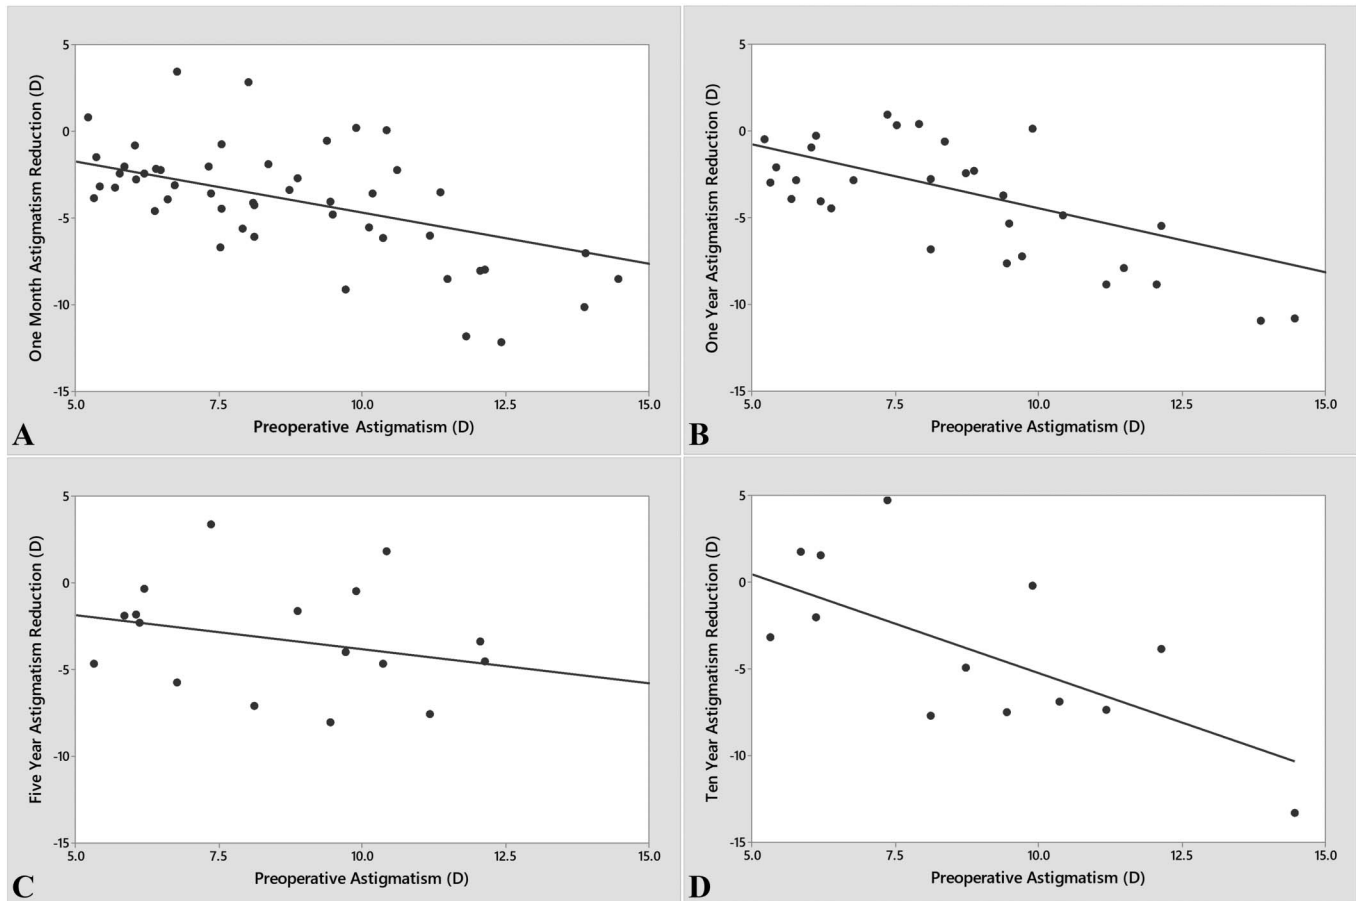 One Month Astigmatism Reduction (D)
5
0
-5
-10
-15
5.0 7.5 10.0 12.5 15.0
Preoperative Astigmatism (D)
A
One Year Astigmatism Reduction (D)
5
0
-5
-10
-15
5.0 7.5 10.0 12.5 15.0
Preoperative Astigmatism (D)
B
Five Year Astigmatism Reduction (D)
5
0
-5
-10
-15
5.0 7.5 10.0 12.5 15.0
Preoperative Astigmatism (D)
C
Ten Year Astigmatism Reduction (D)
5
0
-5
-10
-15
5.0 7.5 10.0 12.5 15.0
Preoperative Astigmatism (D)
D